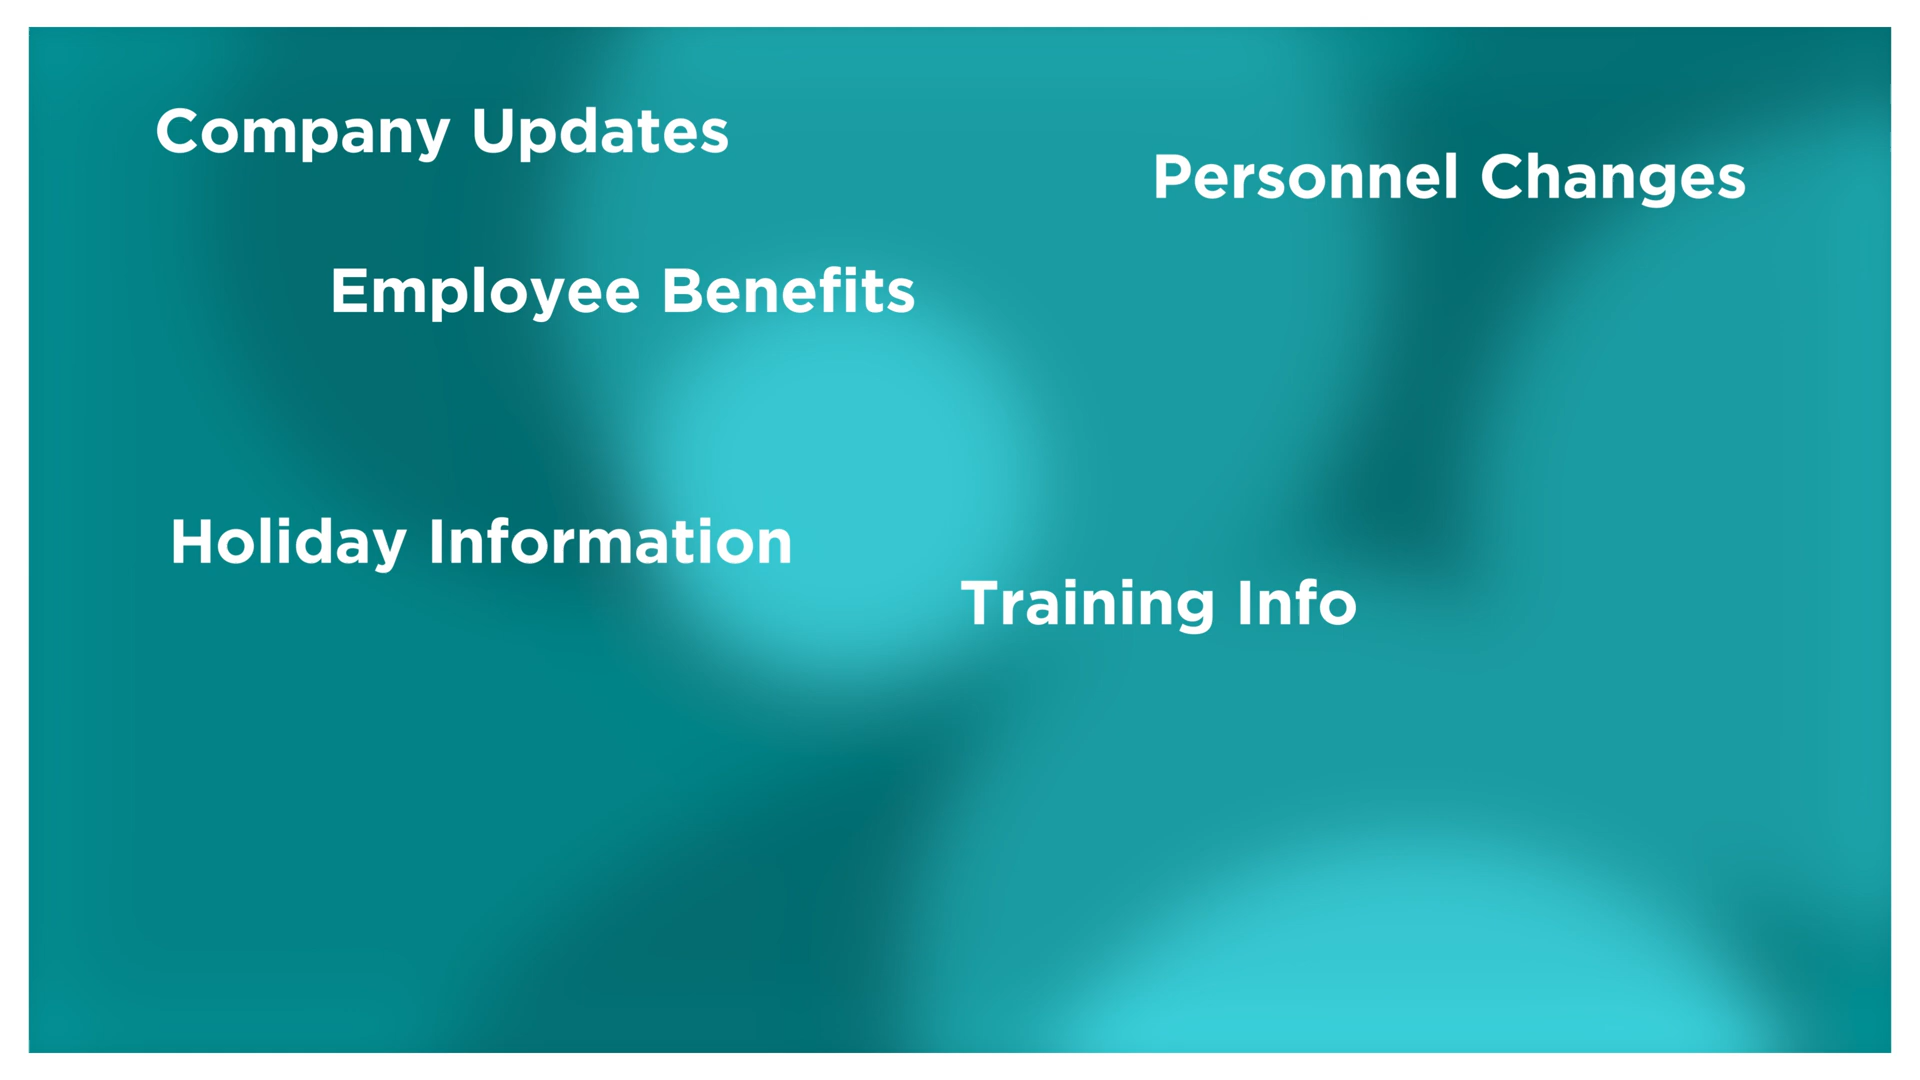 Company Updates
Personnel Changes
Employee Benefits
Holiday Information
Training Info